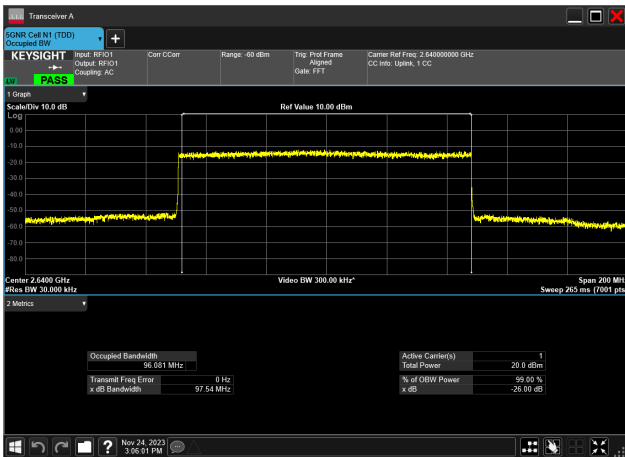 Transceiver A
5GNR Cell N1 (TDD)
Occupied BW
KEYSIGHT
PASS
Input: RFIO1
Output: RFIO1
Coupling: AC
Corr CCorr
Range: -60 dBm
Trig: Prot Frame
Aligned
Gate: FFT
Carrier Ref Freq: 2.640000000 GHz
CC Info: Uplink, 1 CC
1 Graph
Scale/Div 10.0 dB
Ref Value 10.00 dBm
Log
0.00
-10.0
-20.0
-30.0
-40.0
-50.0
-60.0
-70.0
-80.0
Center 2.6400 GHz
Video BW 300.00 kHz*
Span 200 MHz
#Res BW 30.000 kHz
Sweep 265 ms (7001 pts
2 Metrics
Occupied Bandwidth
96.081 MHz
Transmit Freq Error 0 Hz
x dB Bandwidth 97.54 MHz
Active Carrier(s) 1
Total Power 20.0 dBm
% of OBW Power 99.00 %
x dB -26.00 dB
?
Nov 24, 2023
3:06:01 PM